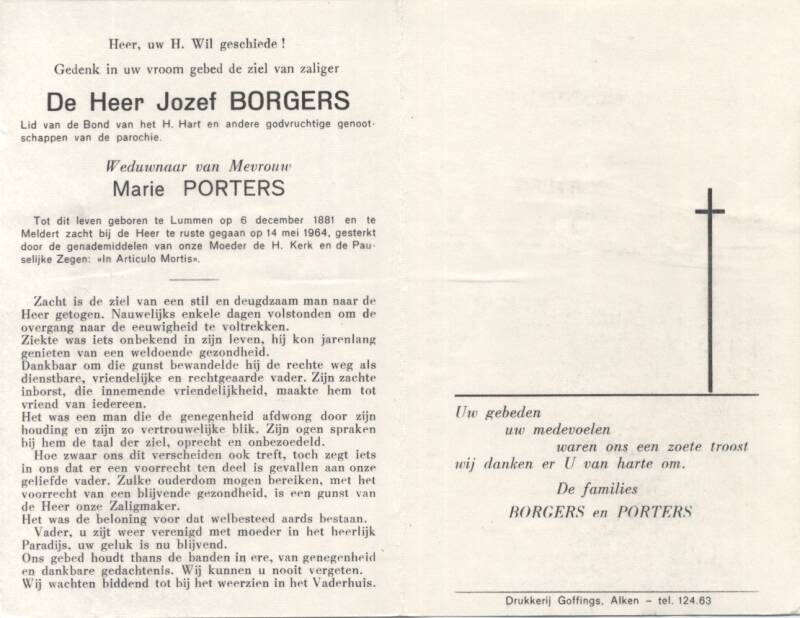 Heer, uw H. Wil geschiede !
Gedenk in uw vroom gebed de ziel van zaliger
De Heer Jozef BORGERS
Lid van de Bond van het H. Hart en andere godvruchtige genoot-
schappen van de parochie.
Weduwnaar van Mevrouw
Marie PORTERS
Tot dit leven geboren te Lummen op 6 december 1881 en te
Meldert zacht bij de Heer te ruste gegaan op 14 mei 1964, gesterkt
door de genademiddelen van onze Moeder de H. Kerk en de Pau-
selijke Zegen: «In Articulo Mortis».
Zacht is de ziel van een stil en deugdzaam man naar de
Heer getogen. Nauwelijks enkele dagen volstonden om de
overgang naar de eeuwigheid te voltrekken.
Ziekte was iets onbekend in zijn leven, hij kon jarenlang
genieten van een weldoende gezondheid.
Dankbaar om die gunst bewandelde hij de rechte weg als
dienstbare, vriendelijke en rechtgeaarde vader. Zijn zachte
inborst, die innemende vriendelijkheid, maakte hem tot
vriend van iedereen.
Het was een man die de genegenheid afdwong door zijn
houding en zijn zo vertrouwelijke blik. Zijn ogen spraken
bij hem de taal der ziel, oprecht en onbezoedeld.
Hoe zwaar ons dit verscheiden ook treft, toch zegt iets
in ons dat er een voorrecht ten deel is gevallen aan onze
geliefde vader. Zulke ouderdom mogen bereiken, met het
voorrecht van een blijvende gezondheid, is een gunst van
de Heer onze Zaligmaker.
Het was de beloning voor dat welbesteed aards bestaan.
Vader, u zijt weer verenigd met moeder in het heerlijk
Paradijs, uw geluk is nu blijvend.
Ons gebed houdt thans de banden in ere, van genegenheid
en dankbare gedachtenis. Wij kunnen u nooit vergeten.
Wij wachten biddend tot bij het weerzien in het Vaderhuis.
Uw gebeden
uw medevoelen
waren ons een zoete troost
wij danken er U van harte om.
De families
BORGERS en PORTERS
Drukkerij Goffings, Alken – tel. 124.63